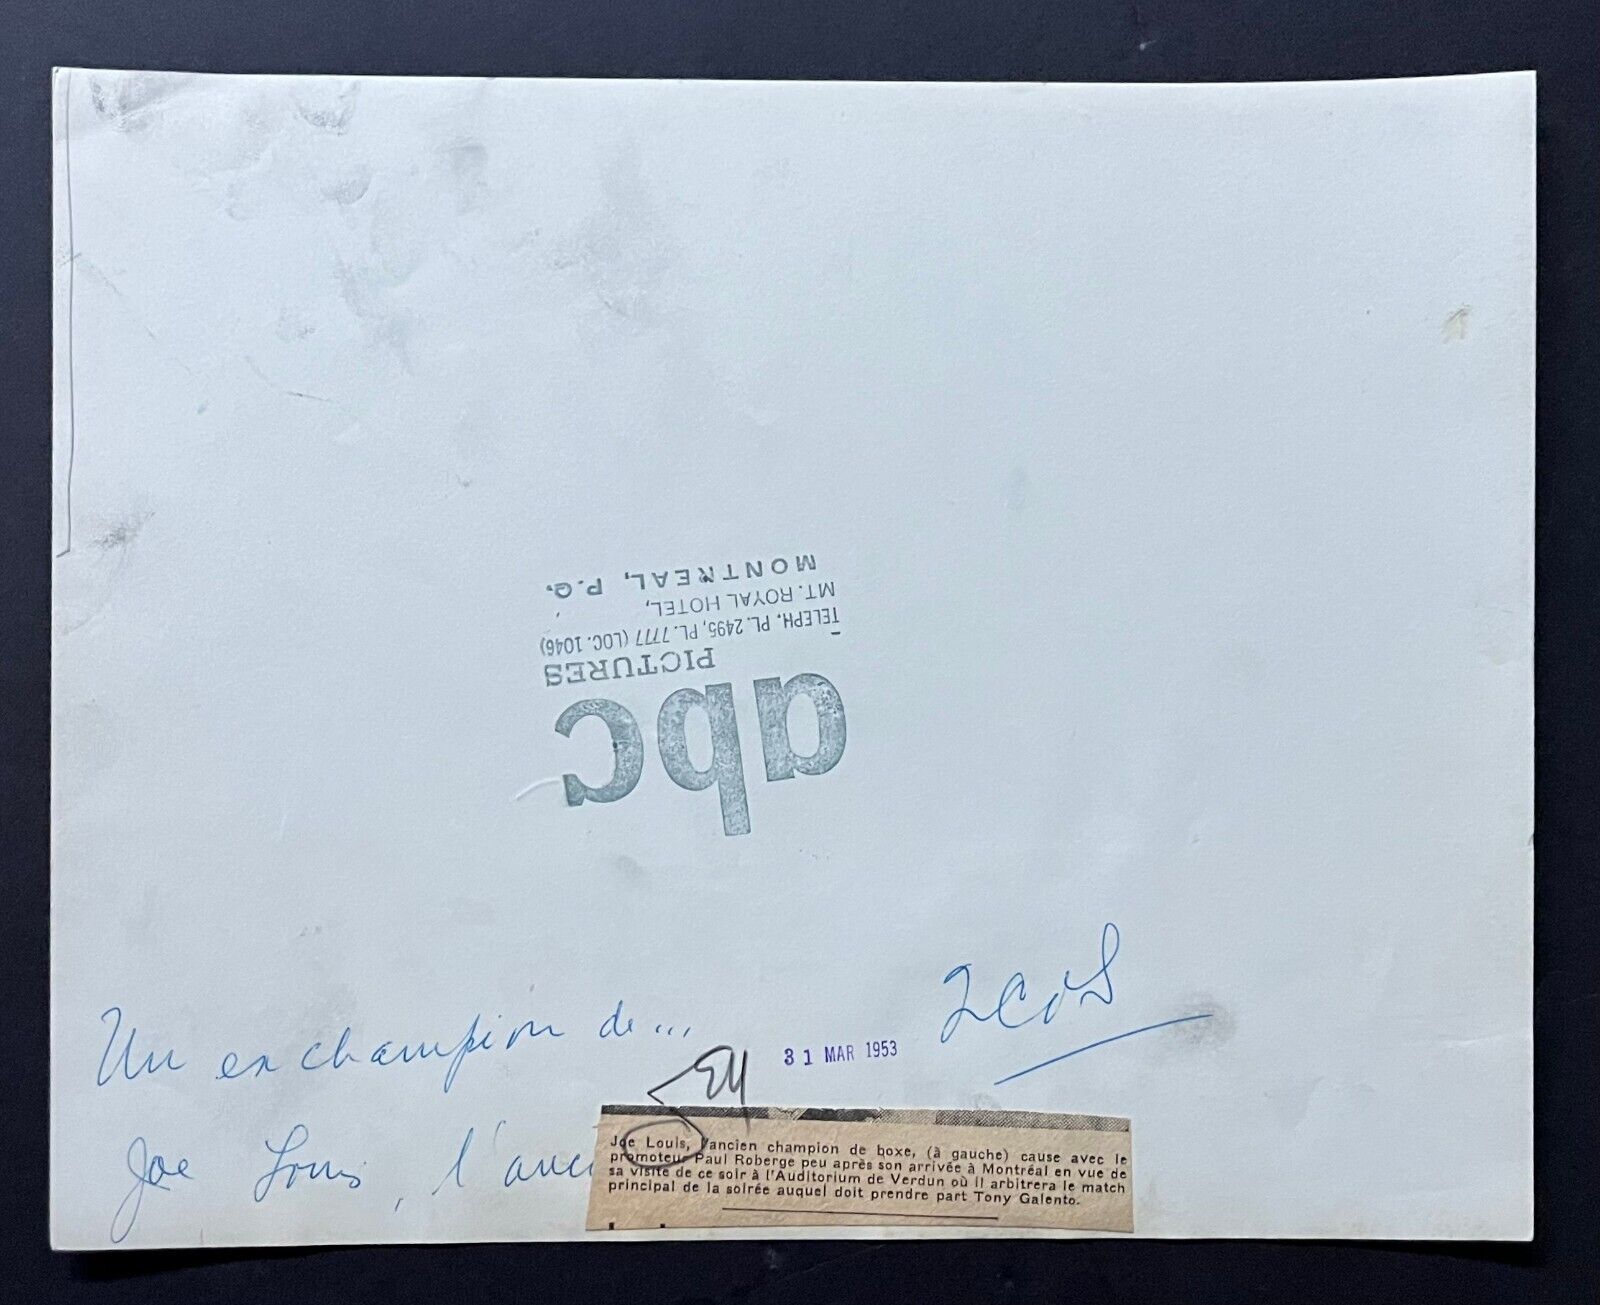 abc
PICTURES
TELEPH. PL. 2495, PL. 7777 (LOC. 1046)
MT. ROYAL HOTEL,
MONTREAL, P.Q.
Un ex champion de...
31 MAR 1953
Joe Louis, l'anci
Joe Louis, l'ancien champion de boxe, (à gauche) cause avec le
promoteur Paul Roberge peu après son arrivée à Montréal en vue de
sa visite de ce soir à l'Auditorium de Verdun où il arbitrera le match
principal de la soirée auquel doit prendre part Tony Galento.